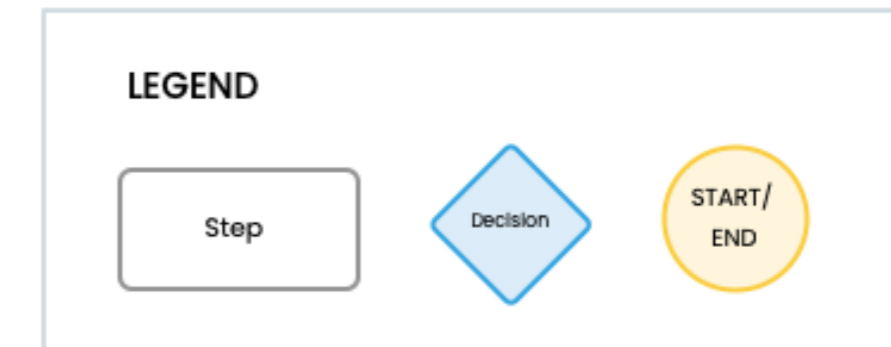 LEGEND
Step
Decision
START/
END